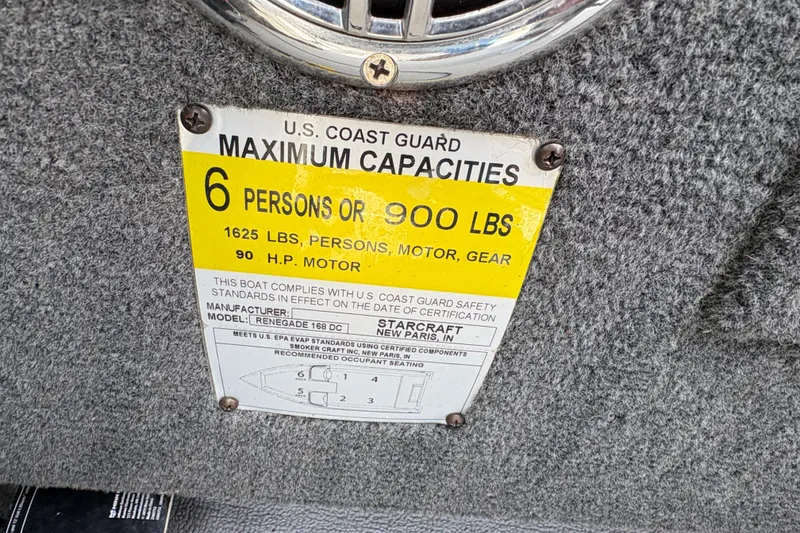 U.S. COAST GUARD
MAXIMUM CAPACITIES
6 PERSONS OR 900 LBS
1625 LBS, PERSONS, MOTOR, GEAR
90 H.P. MOTOR
THIS BOAT COMPLIES WITH U.S. COAST GUARD SAFETY
STANDARDS IN EFFECT ON THE DATE OF CERTIFICATION
MANUFACTURER: STARCRAFT
MODEL: RENEGADE 168 DC NEW PARIS, IN
MEETS U.S. EPA EVAP STANDARDS USING CERTIFIED COMPONENTS
SMOKER CRAFT INC, NEW PARIS, IN
RECOMMENDED OCCUPANT SEATING
6 1 4
5 2 3